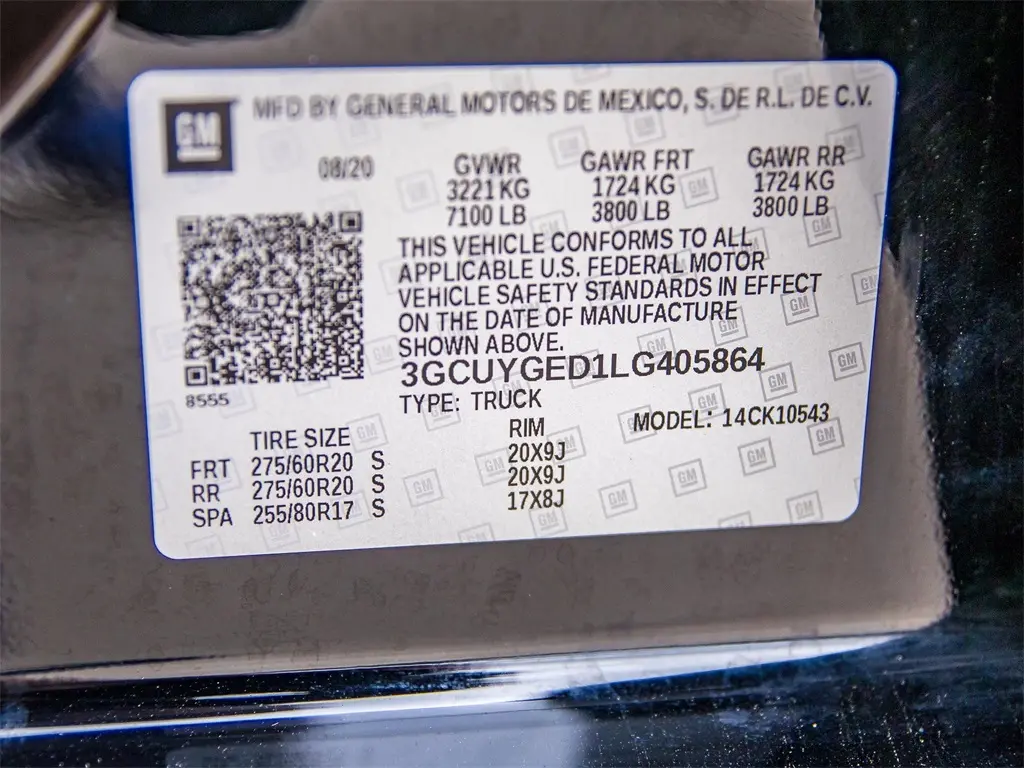 GM
MFD BY GENERAL MOTORS DE MEXICO, S. DE R.L. DE C.V.
08/20 GVWR GAWR FRT GAWR RR
3221 KG 1724 KG 1724 KG
7100 LB 3800 LB 3800 LB
THIS VEHICLE CONFORMS TO ALL
APPLICABLE U.S. FEDERAL MOTOR
VEHICLE SAFETY STANDARDS IN EFFECT
ON THE DATE OF MANUFACTURE
SHOWN ABOVE.
3GCUYGED1LG405864
8555
TYPE: TRUCK MODEL: 14CK10543
TIRE SIZE RIM
FRT 275/60R20 S 20X9J
RR 275/60R20 S 20X9J
SPA 255/80R17 S 17X8J